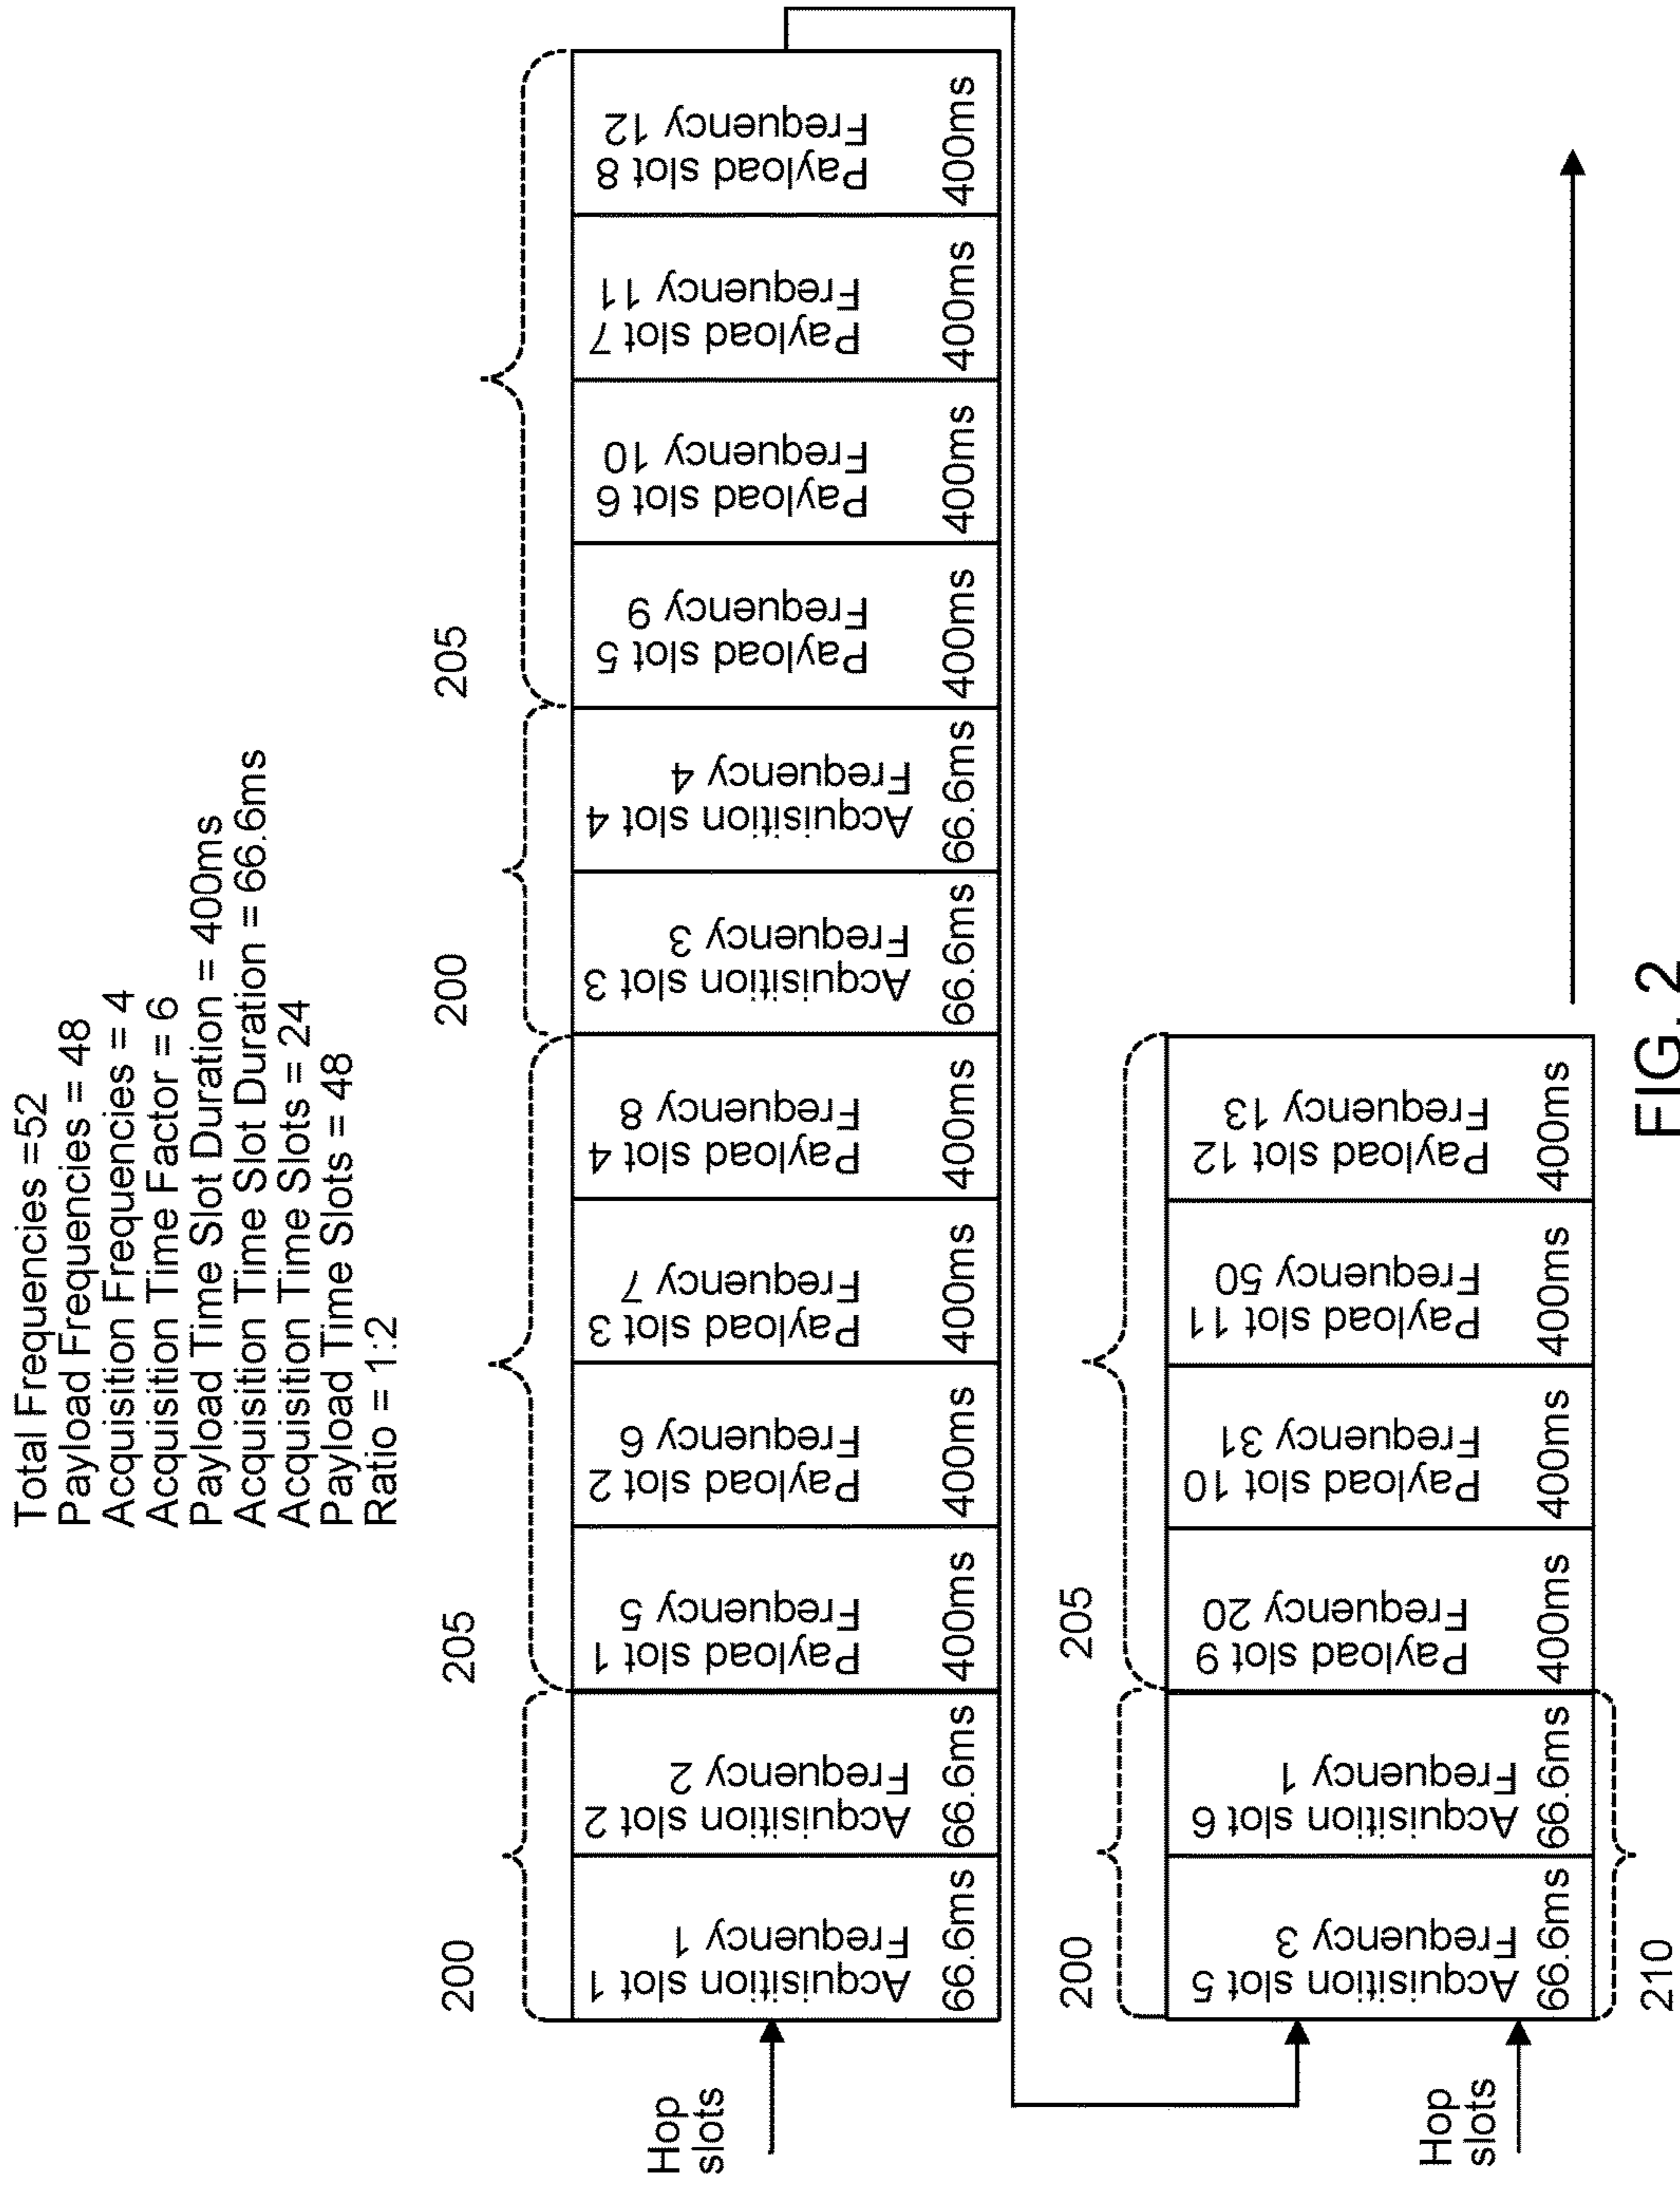 Total Frequencies =52
Payload Frequencies = 48
Acquisition Frequencies = 4
Acquisition Time Factor = 6
Payload Time Slot Duration = 400ms
Acquisition Time Slot Duration = 66.6ms
Acquisition Time Slots = 24
Payload Time Slots = 48
Ratio = 1:2
200
205
200
205
Hop
slots
Acquisition slot 1
Frequency 1
66.6ms
Acquisition slot 2
Frequency 2
66.6ms
Payload slot 1
Frequency 5
400ms
Payload slot 2
Frequency 6
400ms
Payload slot 3
Frequency 7
400ms
Payload slot 4
Frequency 8
400ms
Acquisition slot 3
Frequency 3
66.6ms
Acquisition slot 4
Frequency 4
66.6ms
Payload slot 5
Frequency 9
400ms
Payload slot 6
Frequency 10
400ms
Payload slot 7
Frequency 11
400ms
Payload slot 8
Frequency 12
400ms
200
205
Hop
slots
Acquisition slot 5
Frequency 3
66.6ms
Acquisition slot 6
Frequency 1
66.6ms
Payload slot 9
Frequency 20
400ms
Payload slot 10
Frequency 31
400ms
Payload slot 11
Frequency 50
400ms
Payload slot 12
Frequency 13
400ms
210
FIG. 2